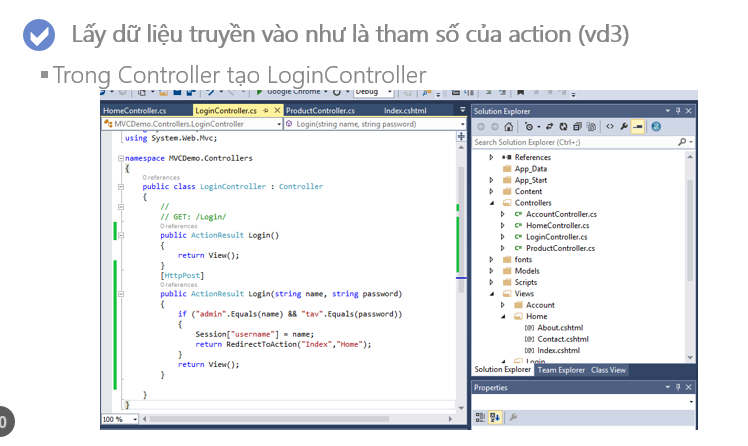 Lấy dữ liệu truyền vào như là tham số của action (vd3)
Trong Controller tạo LoginController
Google Chrome
Debug
HomeController.cs
LoginController.cs
ProductController.cs
Index.cshtml
MVCDemo.Controllers.LoginController
Login(string name, string password)
using System.Web.Mvc;
namespace MVCDemo.Controllers
{
0 references
public class LoginController : Controller
{
//
// GET: /Login/
0 references
public ActionResult Login()
{
return View();
}
[HttpPost]
0 references
public ActionResult Login(string name, string password)
{
if ("admin".Equals(name) && "tav".Equals(password))
{
Session["username"] = name;
return RedirectToAction("Index","Home");
}
return View();
}
}
}
100 %
Solution Explorer
Search Solution Explorer (Ctrl+;)
References
App_Data
App_Start
Content
Controllers
C# AccountController.cs
C# HomeController.cs
C# LoginController.cs
C# ProductController.cs
fonts
Models
Scripts
Views
Account
Home
[@] About.cshtml
[@] Contact.cshtml
[@] Index.cshtml
Login
Solution Explorer Team Explorer Class View
Properties
0